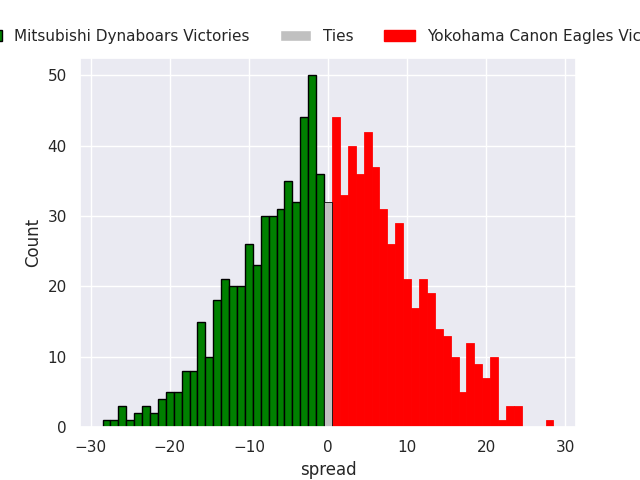 Mitsubishi Dynaboars Victories Ties Yokohama Canon Eagles Vic
50
40
30
20
10
0
Count
−30 −20 −10 0 10 20 30
spread